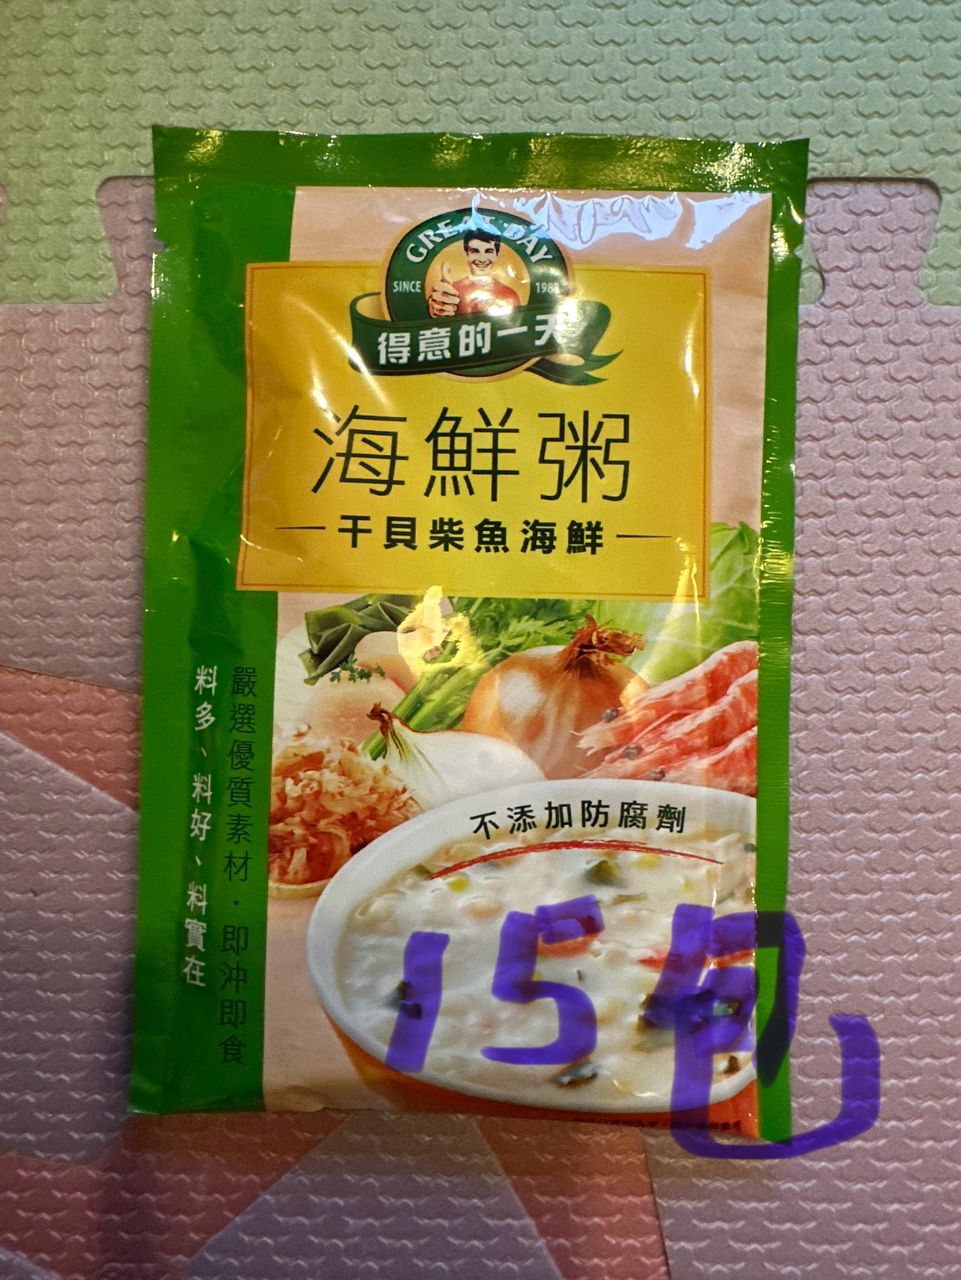 GREAT DAY
SINCE 1988
得意的一天
海鮮粥
干貝柴魚海鮮
嚴選優質素材・即沖即食
料多、料好、料實在
不添加防腐劑
15包